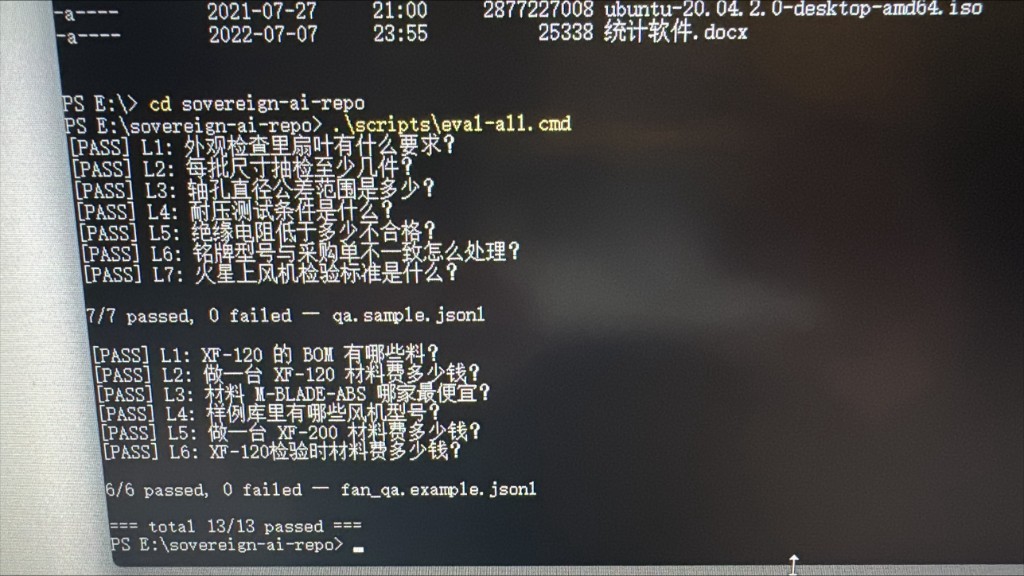 -a---- 2021-07-27 21:00 2877227008 ubuntu-20.04.2.0-desktop-amd64.iso
-a---- 2022-07-07 23:55 25338 统计软件.docx
PS E:\> cd sovereign-ai-repo
PS E:\sovereign-ai-repo> .\scripts\eval-all.cmd
[PASS] L1: 外观检查里扇叶有什么要求?
[PASS] L2: 每批尺寸抽检至少几件?
[PASS] L3: 轴孔直径公差范围是多少?
[PASS] L4: 耐压测试条件是什么?
[PASS] L5: 绝缘电阻低于多少不合格?
[PASS] L6: 铭牌型号与采购单不一致怎么处理?
[PASS] L7: 火星上风机检验标准是什么?
7/7 passed, 0 failed — qa.sample.jsonl
[PASS] L1: XF-120 的 BOM 有哪些料?
[PASS] L2: 做一台 XF-120 材料费多少钱?
[PASS] L3: 材料 M-BLADE-ABS 哪家最便宜?
[PASS] L4: 样例库里有哪些风机型号?
[PASS] L5: 做一台 XF-200 材料费多少钱?
[PASS] L6: XF-120检验时材料费多少钱?
6/6 passed, 0 failed — fan_qa.example.jsonl
=== total 13/13 passed ===
PS E:\sovereign-ai-repo>